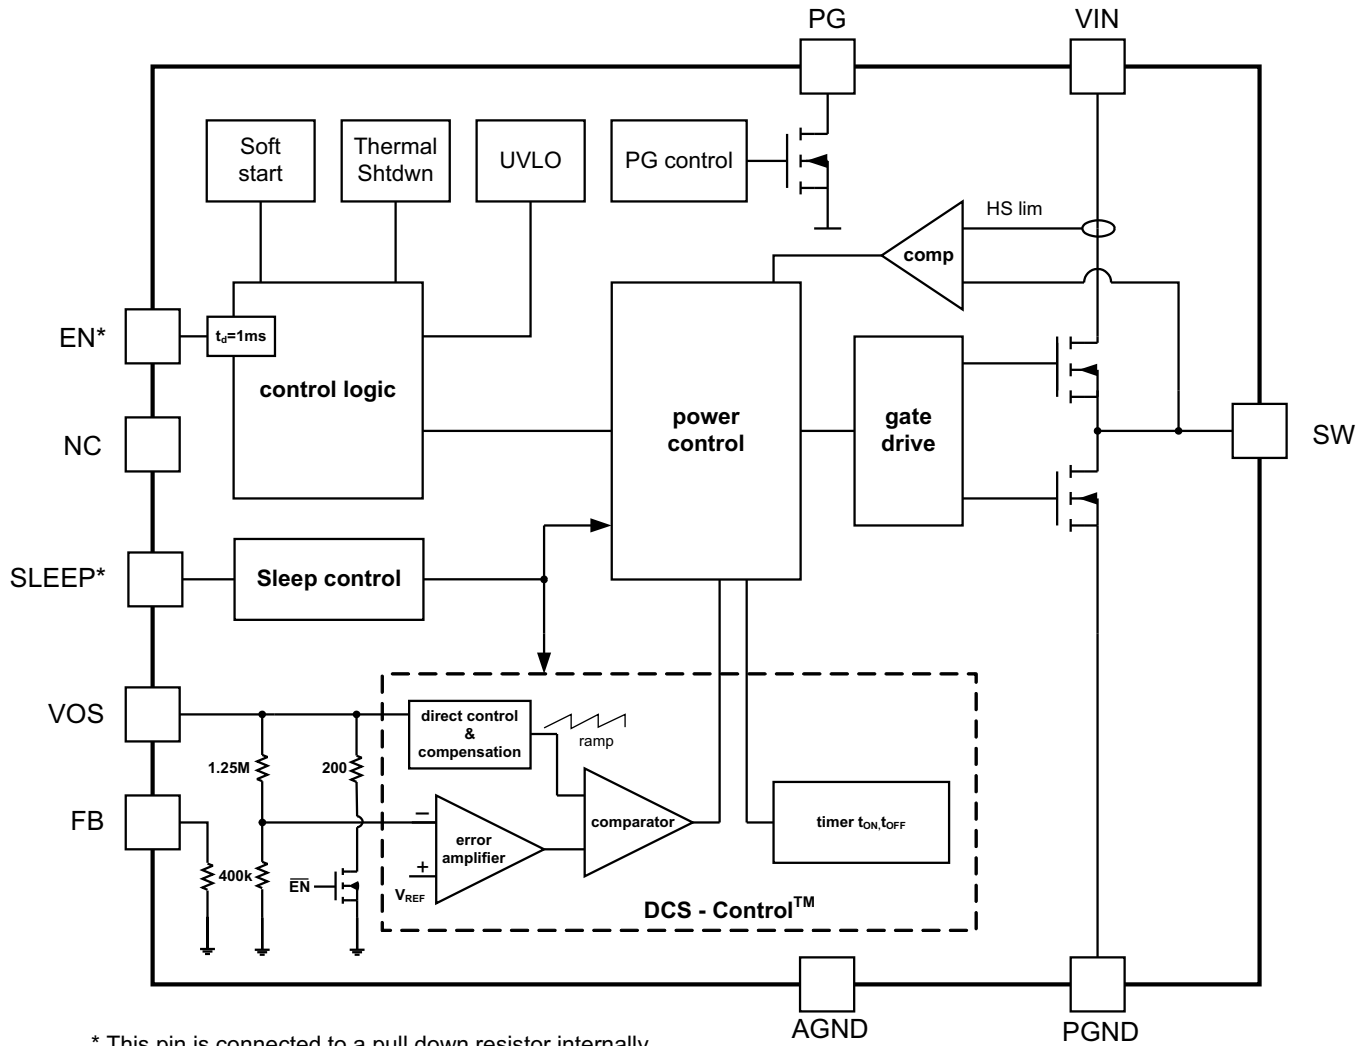 PG
VIN
Soft
start
Thermal
Shtdwn
UVLO
PG control
HS lim
comp
EN*
td=1ms
control logic
power
control
gate
drive
NC
SW
SLEEP*
Sleep control
VOS
direct control
&
compensation
ramp
1.25M
200
FB
comparator
timer tON,tOFF
−
error
amplifier
+
VREF
400k
EN
DCS - Control™
AGND
PGND
* This pin is connected to a pull down resistor internally